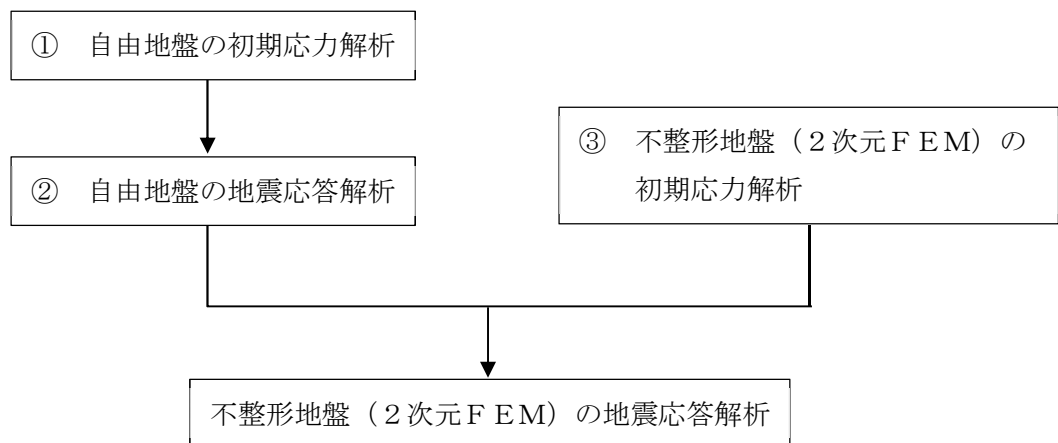 ① 自由地盤の初期応力解析
② 自由地盤の地震応答解析
③ 不整形地盤（２次元ＦＥＭ）の
初期応力解析
不整形地盤（２次元ＦＥＭ）の地震応答解析